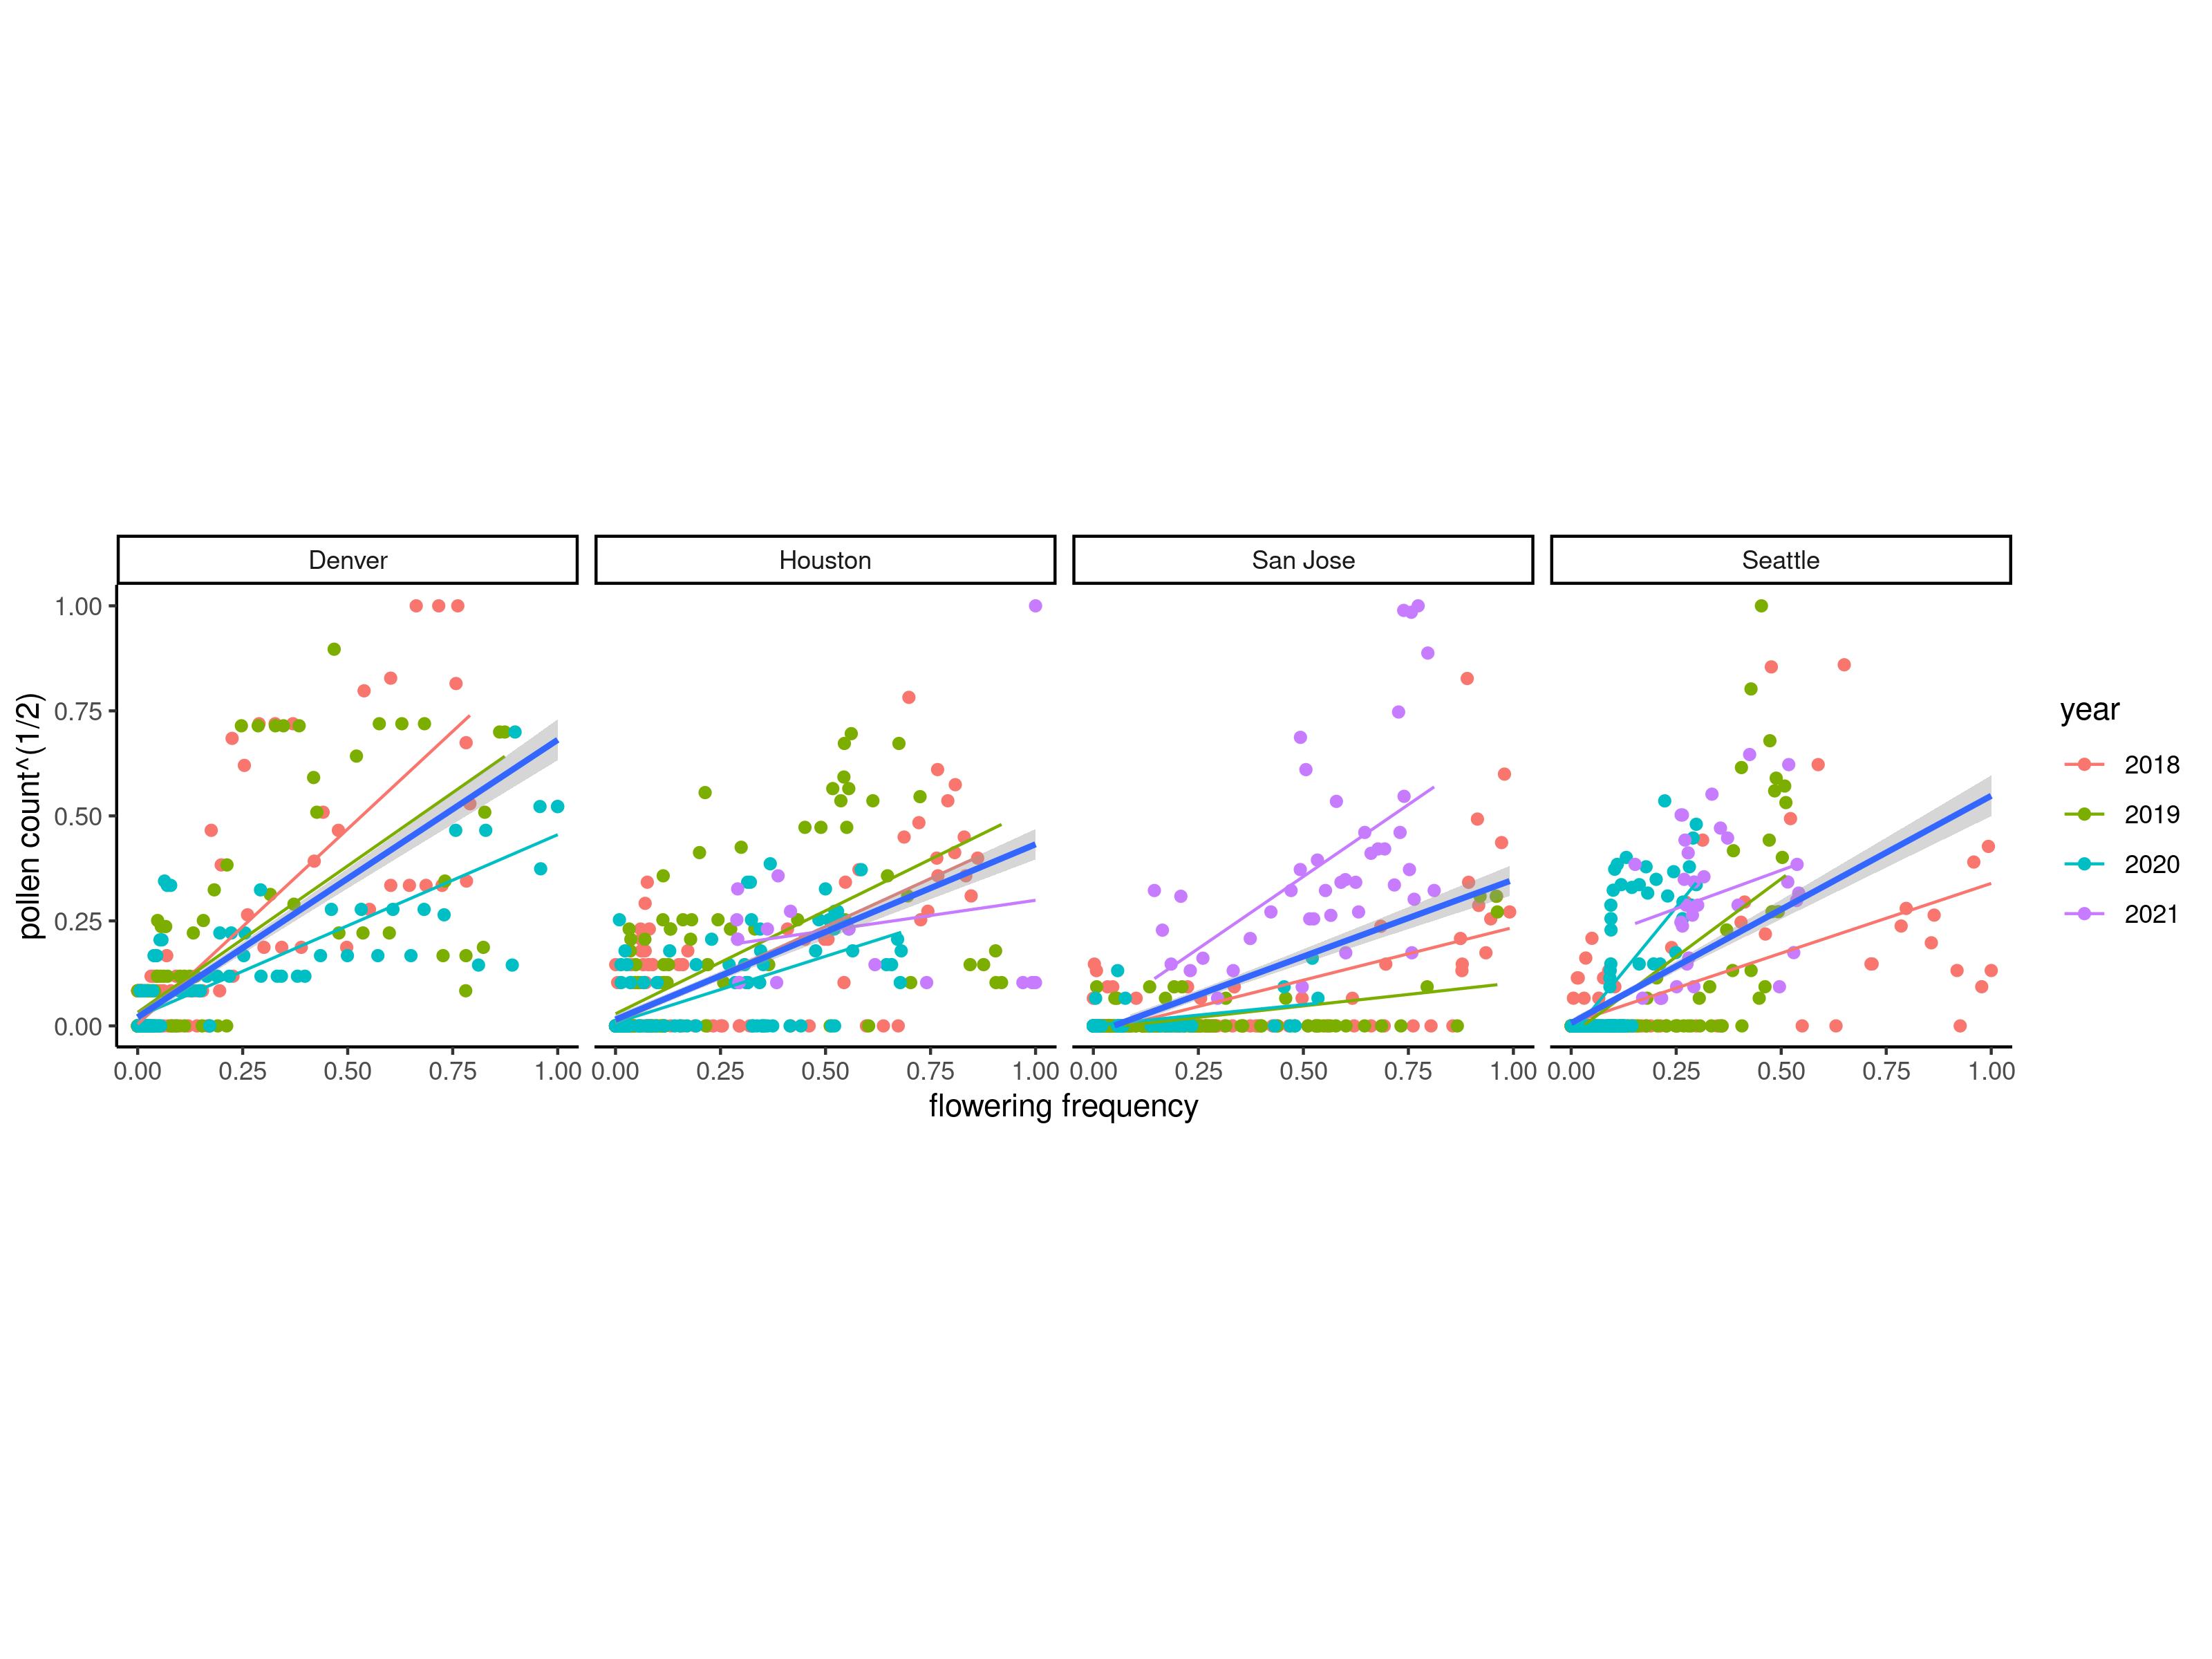 Denver Houston San Jose Seattle
pollen count^(1/2)
1.00
0.75
0.50
0.25
0.00
0.00 0.25 0.50 0.75 1.00 0.00 0.25 0.50 0.75 1.00 0.00 0.25 0.50 0.75 1.00 0.00 0.25 0.50 0.75 1.00
flowering frequency
year
2018
2019
2020
2021